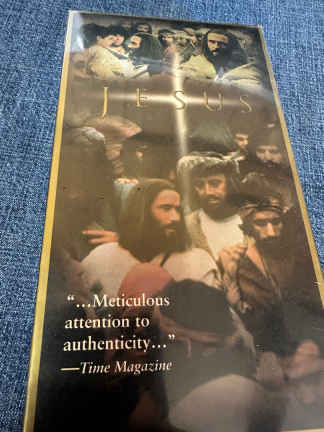 JESUS
“...Meticulous
attention to
authenticity...”
—Time Magazine